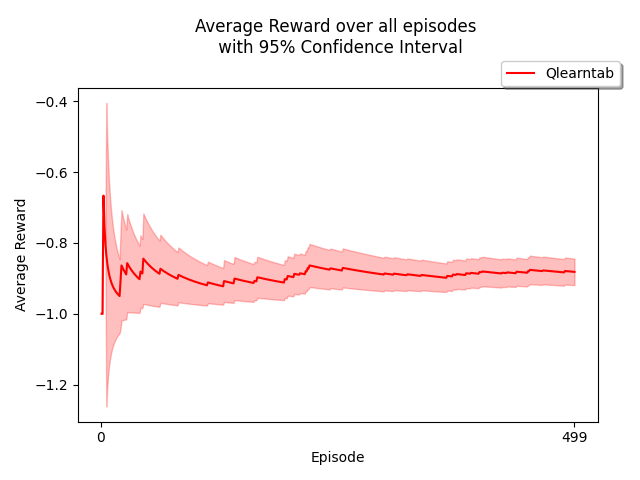 Average Reward over all episodes
with 95% Confidence Interval
Qlearntab
−0.4
−0.6
−0.8
−1.0
−1.2
Average Reward
0
499
Episode